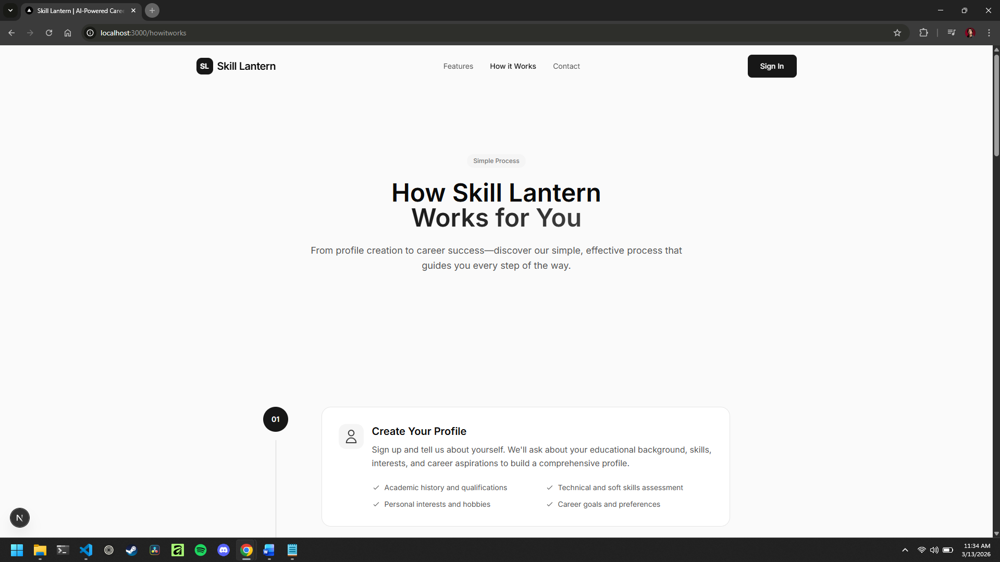 Skill Lantern | AI-Powered Caree
localhost:3000/howitworks
SL Skill Lantern
Features
How it Works
Contact
Sign In
Simple Process
How Skill Lantern
Works for You
From profile creation to career success—discover our simple, effective process that
guides you every step of the way.
01
Create Your Profile
Sign up and tell us about yourself. We'll ask about your educational background, skills,
interests, and career aspirations to build a comprehensive profile.
Academic history and qualifications
Technical and soft skills assessment
Personal interests and hobbies
Career goals and preferences
N
11:34 AM
3/13/2026